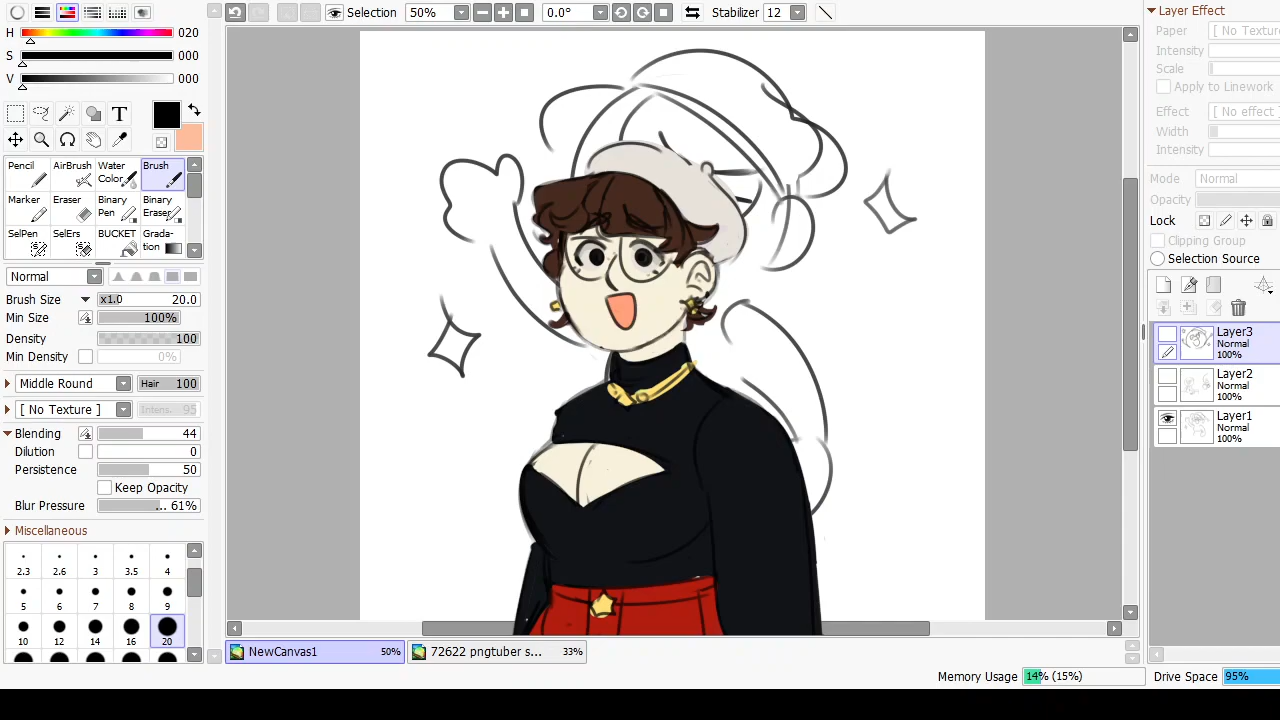 Selection 50% 0.0° Stabilizer 12
H 020
S 000
V 000
T
Pencil AirBrush Water Color Brush
Marker Eraser Binary Pen Binary Eraser
SelPen SelErs BUCKET Grada-tion
Normal
Brush Size x1.0 20.0
Min Size 100%
Density 100
Min Density 0%
Middle Round Hair 100
[ No Texture ] Intens. 95
Blending 44
Dilution 0
Persistence 50
Keep Opacity
Blur Pressure ... 61%
Miscellaneous
2.3 2.6 3 3.5 4
5 6 7 8 9
10 12 14 16 20
Layer Effect
Paper [ No Texture
Intensity
Scale
Apply to Linework
Effect [ No effect ]
Width
Intensity
Mode Normal
Opacity
Lock
Clipping Group
Selection Source
Layer3
Normal
100%
Layer2
Normal
100%
Layer1
Normal
100%
NewCanvas1 50% 72622 pngtuber s... 33%
Memory Usage 14% (15%) Drive Space 95%